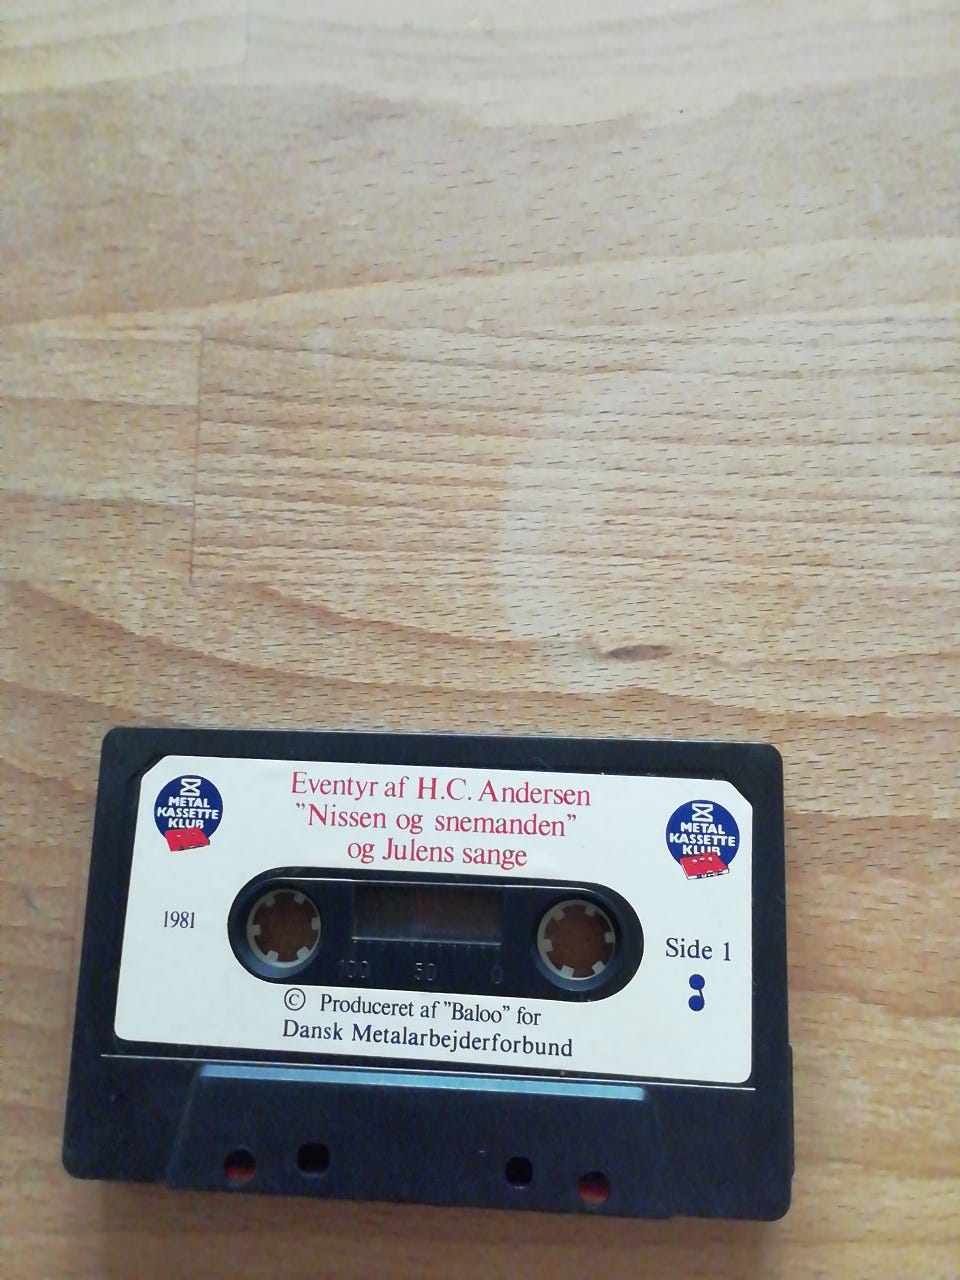 Eventyr af H.C. Andersen
"Nissen og snemanden"
og Julens sange
METAL
KASSETTE
KLUB
METAL
KASSETTE
KLUB
1981
Side 1
100 50 0
© Produceret af "Baloo" for
Dansk Metalarbejderforbund